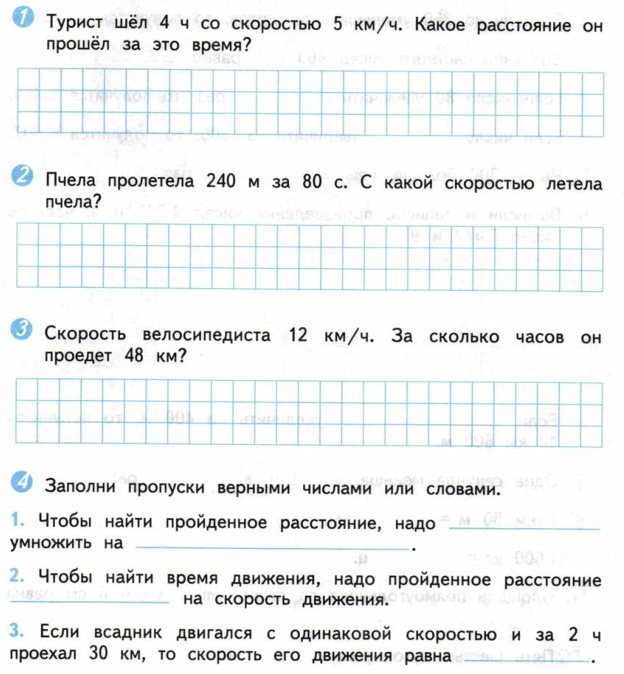 1 Турист шёл 4 ч со скоростью 5 км/ч. Какое расстояние он
прошёл за это время?
2 Пчела пролетела 240 м за 80 с. С какой скоростью летела
пчела?
3 Скорость велосипедиста 12 км/ч. За сколько часов он
проедет 48 км?
4 Заполни пропуски верными числами или словами.
1. Чтобы найти пройденное расстояние, надо
умножить на .
2. Чтобы найти время движения, надо пройденное расстояние
на скорость движения.
3. Если всадник двигался с одинаковой скоростью и за 2 ч
проехал 30 км, то скорость его движения равна .